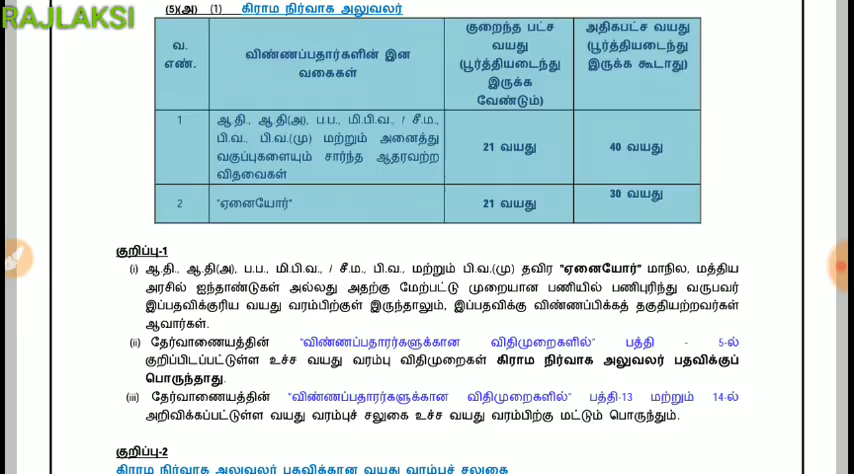 RAJLAKSI
(5)(அ) (1) கிராம நிர்வாக அலுவலர்
வ. எண்.
விண்ணப்பதார்களின் இன வகைகள்
குறைந்த பட்ச வயது (பூர்த்தியடைந்து இருக்க வேண்டும்)
அதிகபட்ச வயது (பூர்த்தியடைந்து இருக்க கூடாது)
1
ஆ.தி., ஆ.தி(அ), ப.ப., மி.பி.வ., / சீ.ம.,
பி.வ., பி.வ.(மு) மற்றும் அனைத்து
வகுப்புகளையும் சார்ந்த ஆதரவற்ற
விதவைகள்
21 வயது
40 வயது
2
"ஏனையோர்"
21 வயது
30 வயது
குறிப்பு-1
(i) ஆ.தி., ஆ.தி(அ), ப.ப., மி.பி.வ., / சீ.ம., பி.வ., மற்றும் பி.வ.(மு) தவிர "ஏனையோர்" மாநில, மத்திய
அரசில் ஐந்தாண்டுகள் அல்லது அதற்கு மேற்பட்டு முறையான பணியில் பணிபுரிந்து வருபவர்
இப்பதவிக்குரிய வயது வரம்பிற்குள் இருந்தாலும், இப்பதவிக்கு விண்ணப்பிக்கத் தகுதியற்றவர்கள்
ஆவார்கள்.
(ii) தேர்வாணையத்தின் "விண்ணப்பதாரர்களுக்கான விதிமுறைகளில்" பத்தி - 5-ல்
குறிப்பிடப்பட்டுள்ள உச்ச வயது வரம்பு விதிமுறைகள் கிராம நிர்வாக அலுவலர் பதவிக்குப்
பொருந்தாது.
(iii) தேர்வாணையத்தின் "விண்ணப்பதாரர்களுக்கான விதிமுறைகளில்" பத்தி-13 மற்றும் 14-ல்
அறிவிக்கப்பட்டுள்ள வயது வரம்புச் சலுகை உச்ச வயது வரம்பிற்கு மட்டும் பொருந்தும்.
குறிப்பு-2
கிராம நிர்வாக அலுவலர் பதவிக்கான வயது வரம்புச் சலுகை